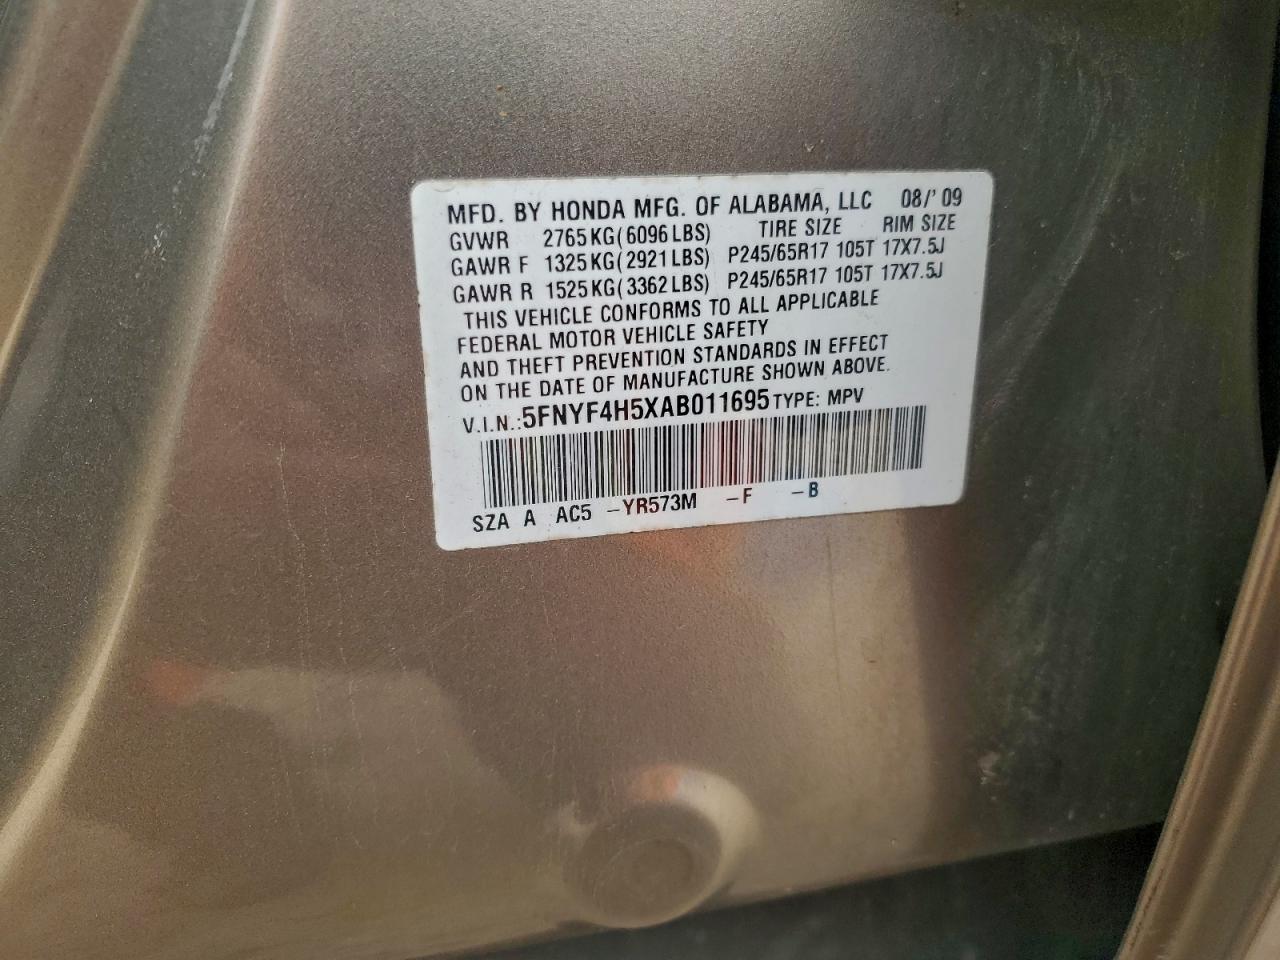 MFD. BY HONDA MFG. OF ALABAMA, LLC 08/'09
GVWR 2765KG(6096LBS) TIRE SIZE RIM SIZE
GAWR F 1325KG(2921LBS) P245/65R17 105T 17X7.5J
GAWR R 1525KG(3362LBS) P245/65R17 105T 17X7.5J
THIS VEHICLE CONFORMS TO ALL APPLICABLE
FEDERAL MOTOR VEHICLE SAFETY
AND THEFT PREVENTION STANDARDS IN EFFECT
ON THE DATE OF MANUFACTURE SHOWN ABOVE.
V.I.N.:5FNYF4H5XAB011695 TYPE: MPV
SZA A AC5 -YR573M -F -B